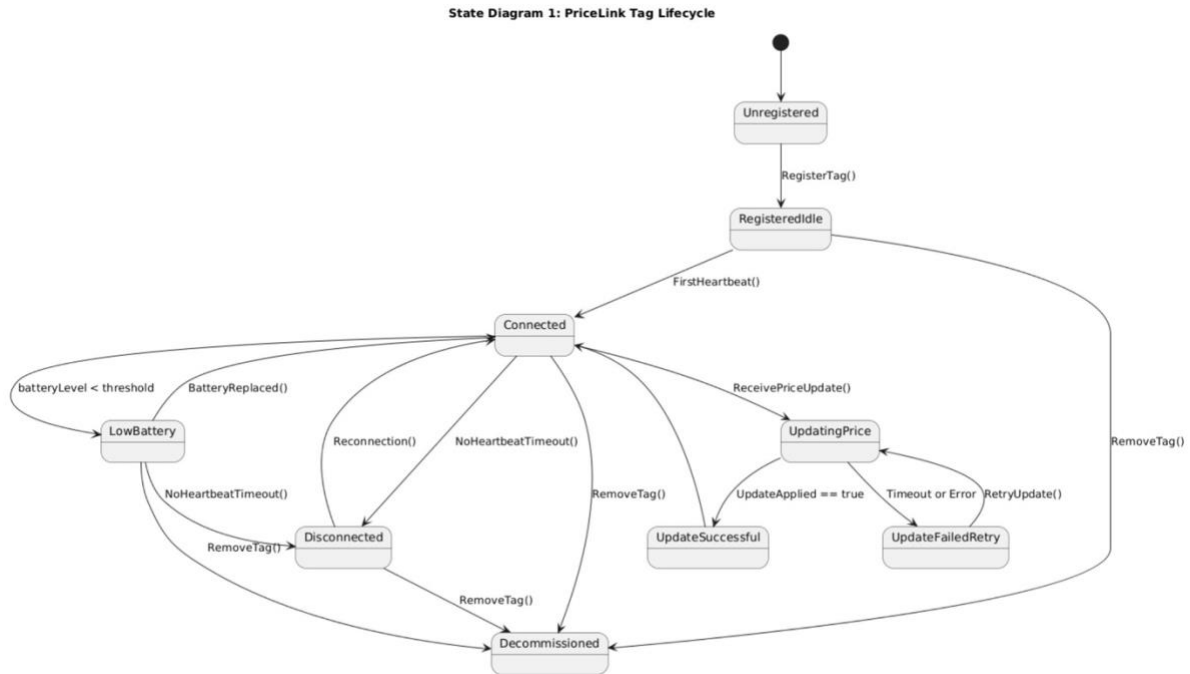 State Diagram 1: PriceLink Tag Lifecycle
Unregistered
RegisterTag()
RegisteredIdle
FirstHeartbeat()
Connected
batteryLevel < threshold
BatteryReplaced()
ReceivePriceUpdate()
LowBattery
Reconnection()
NoHeartbeatTimeout()
UpdatingPrice
RemoveTag()
NoHeartbeatTimeout()
RemoveTag()
UpdateApplied == true
Timeout or Error
RetryUpdate()
Disconnected
UpdateSuccessful
UpdateFailedRetry
RemoveTag()
RemoveTag()
Decommissioned